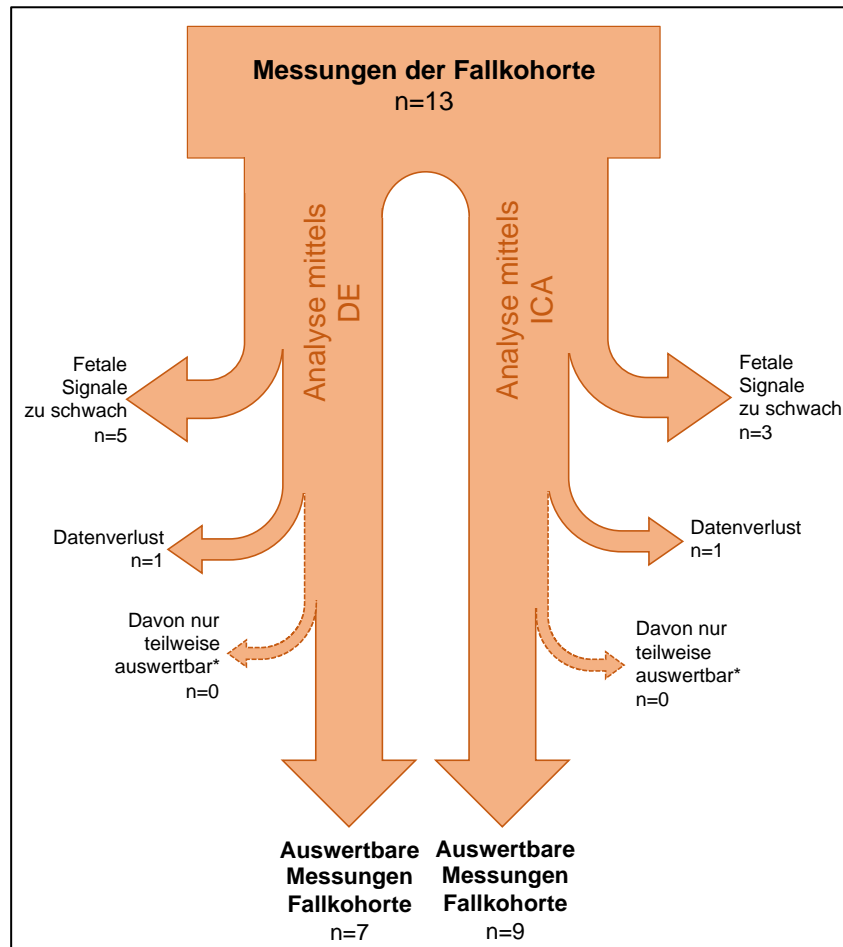 Messungen der Fallkohorte
n=13
Analyse mittels
DE
Analyse mittels
ICA
Fetale
Signale
zu schwach
n=5
Fetale
Signale
zu schwach
n=3
Datenverlust
n=1
Datenverlust
n=1
Davon nur
teilweise
auswertbar*
n=0
Davon nur
teilweise
auswertbar*
n=0
Auswertbare
Messungen
Fallkohorte
n=7
Auswertbare
Messungen
Fallkohorte
n=9